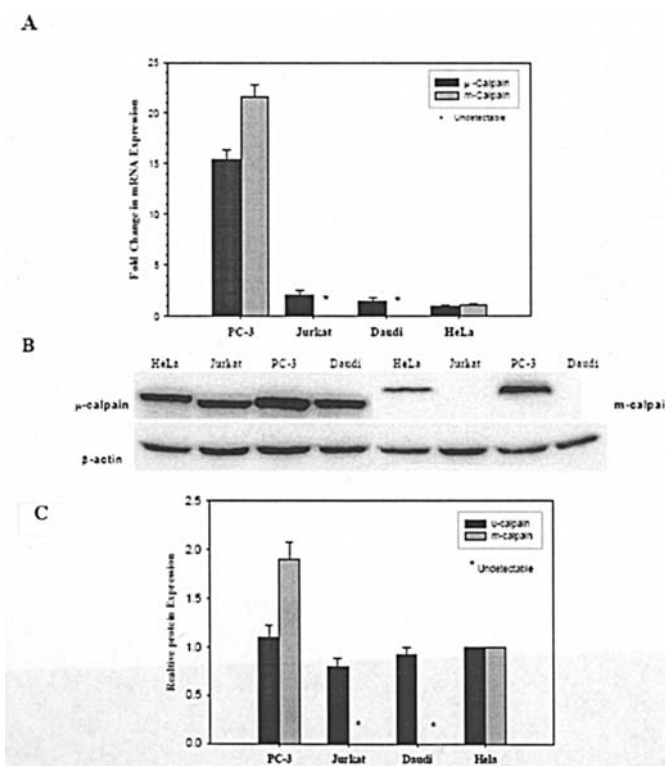 A
Fold Change in mRNA Expression
25
20
15
10
5
0
μ-Calpain
m-Calpain
* Undetectable
*
*
PC-3 Jurkat Daudi HeLa
B
HeLa Jurkat PC-3 Daudi HeLa Jurkat PC-3 Daudi
μ-calpain
m-calpai
β-actin
C
Realtive protein Expression
2.5
2.0
1.5
1.0
0.5
0.0
u-calpain
m-calpain
* Undetectable
*
*
PC-3 Jurkat Daudi Hela